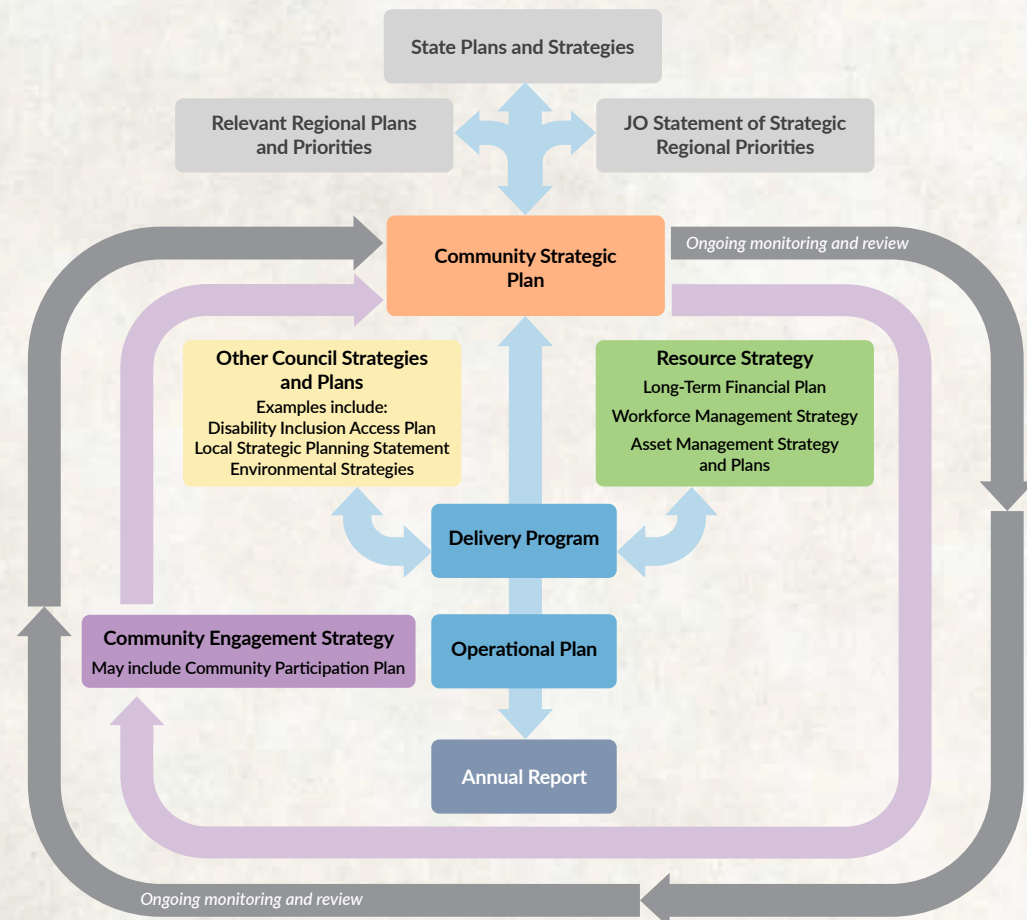 State Plans and Strategies
Relevant Regional Plans
and Priorities
JO Statement of Strategic
Regional Priorities
Community Strategic
Plan
Ongoing monitoring and review
Other Council Strategies
and Plans
Examples include:
Disability Inclusion Access Plan
Local Strategic Planning Statement
Environmental Strategies
Resource Strategy
Long-Term Financial Plan
Workforce Management Strategy
Asset Management Strategy
and Plans
Delivery Program
Community Engagement Strategy
May include Community Participation Plan
Operational Plan
Annual Report
Ongoing monitoring and review